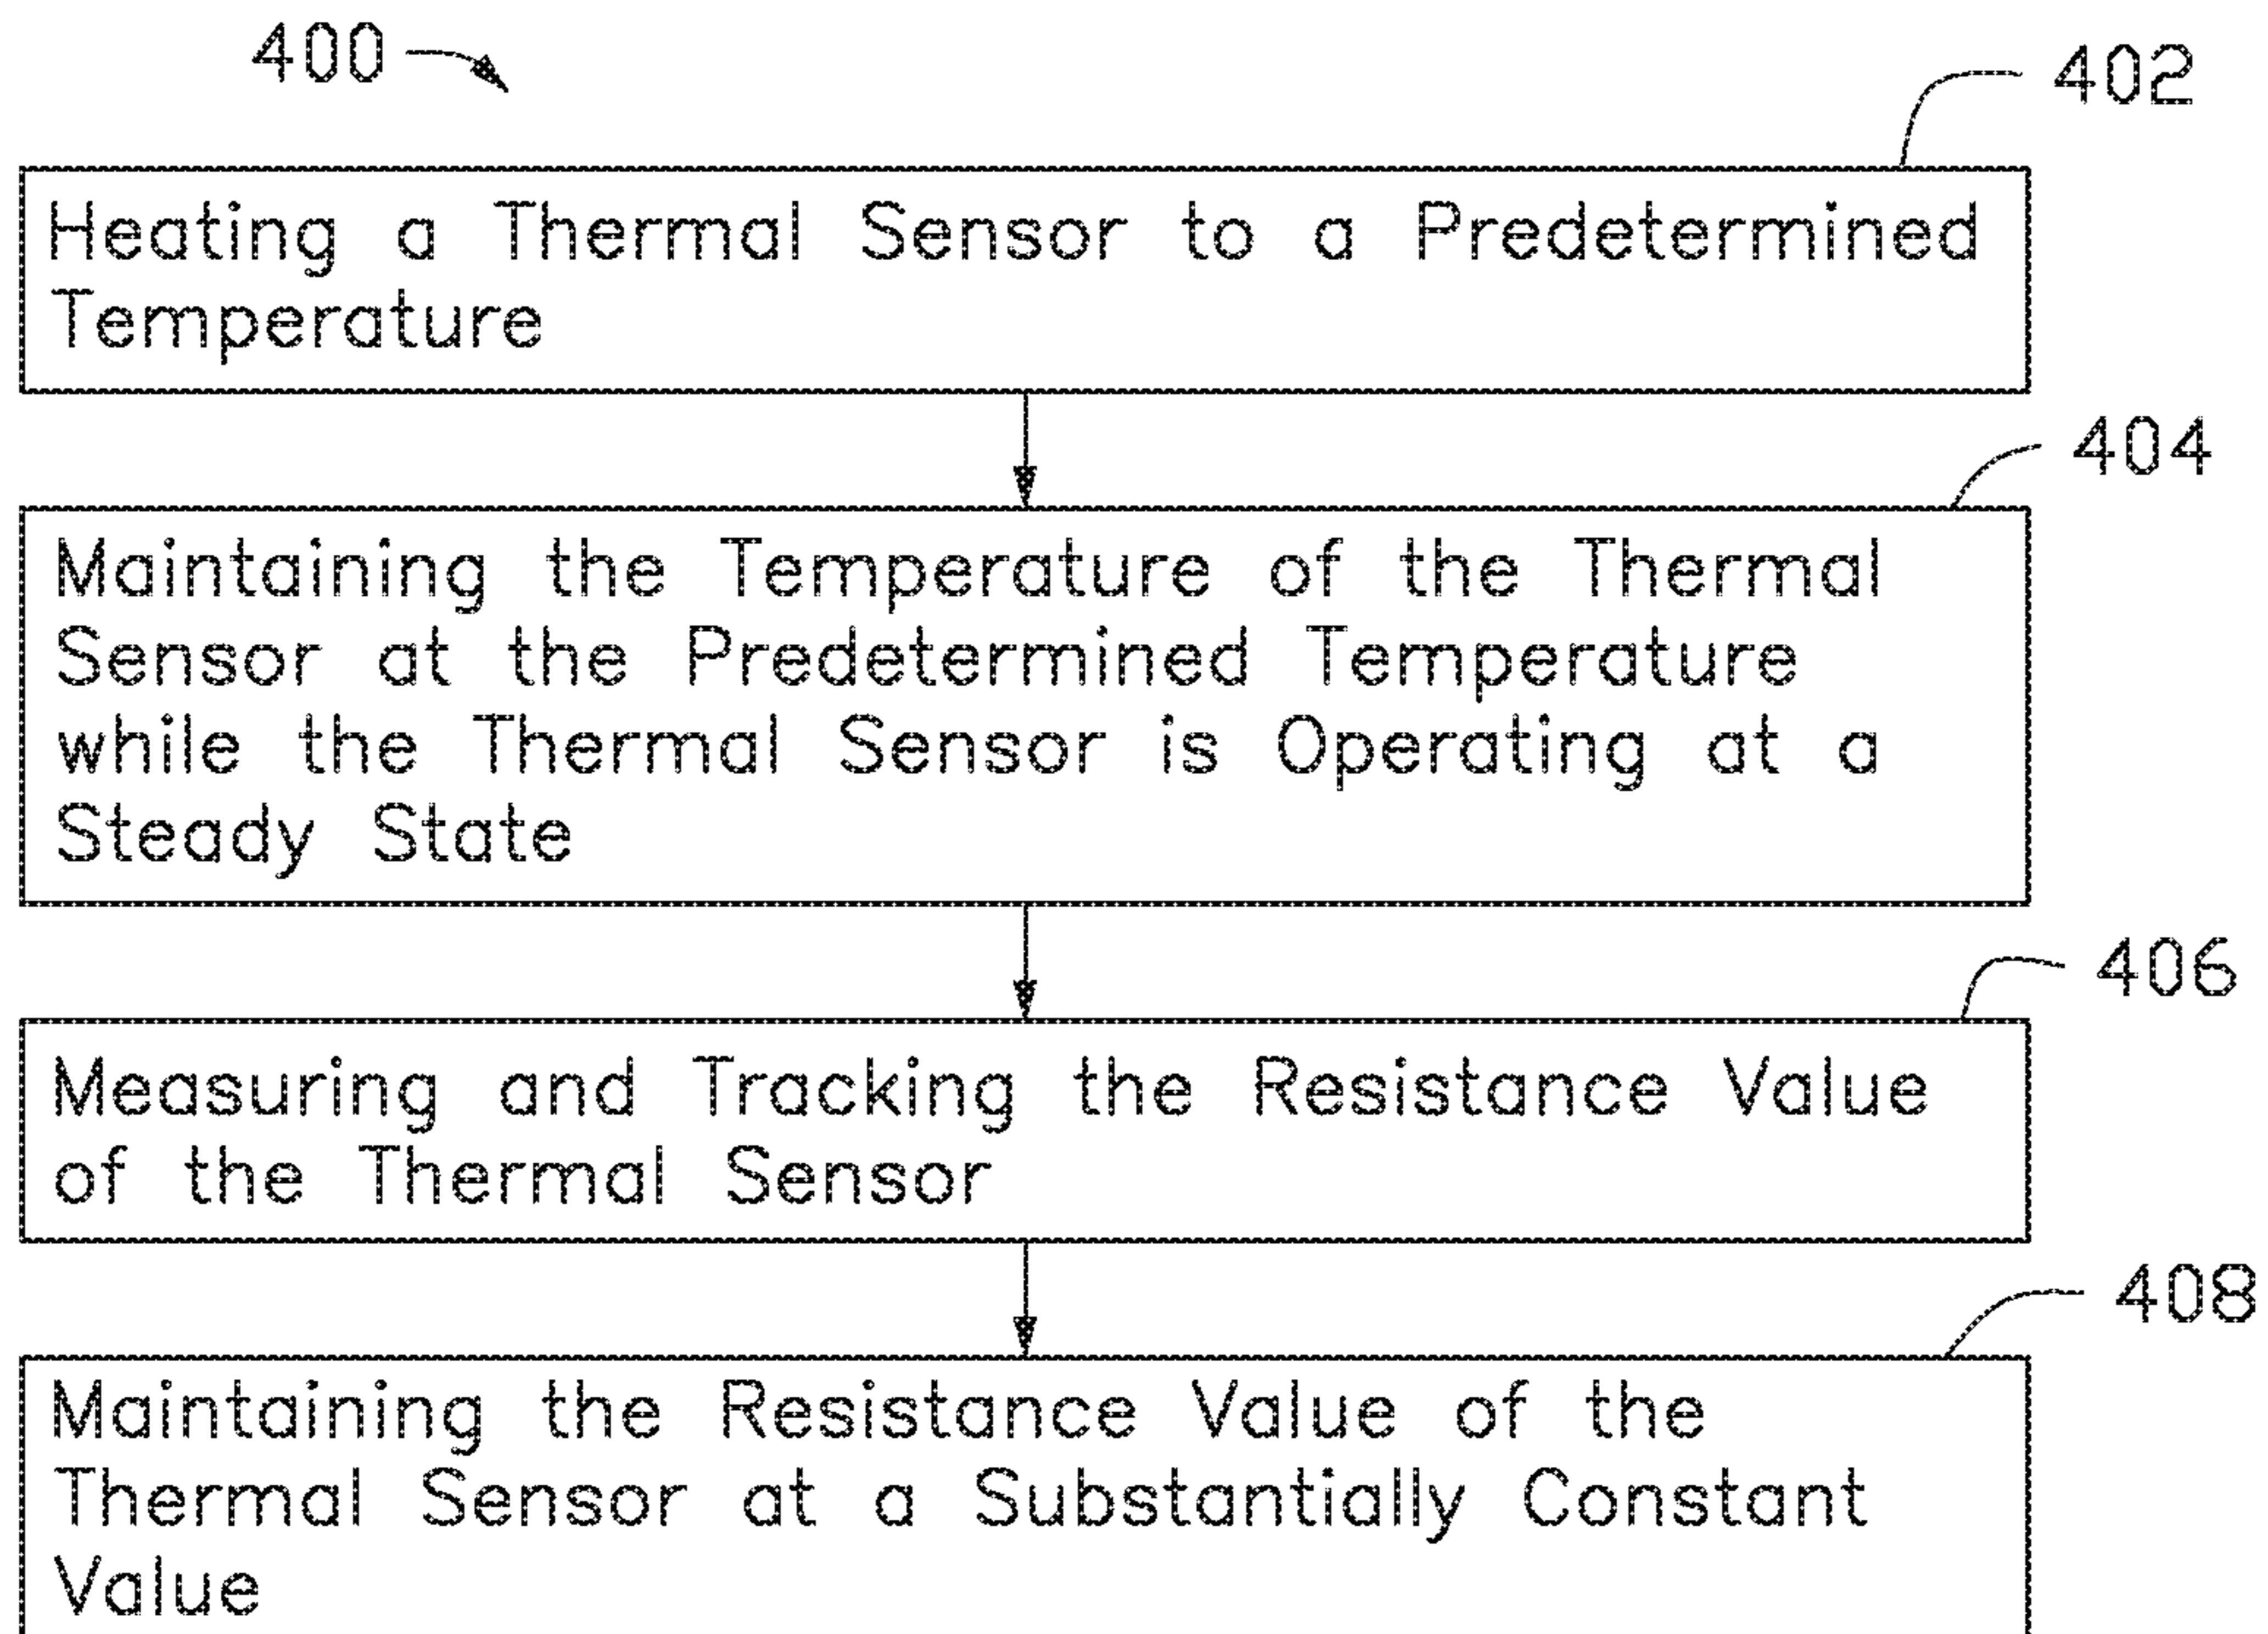 400
402
Heating a Thermal Sensor to a Predetermined
Temperature
404
Maintaining the Temperature of the Thermal
Sensor at the Predetermined Temperature
while the Thermal Sensor is Operating at a
Steady State
406
Measuring and Tracking the Resistance Value
of the Thermal Sensor
408
Maintaining the Resistance Value of the
Thermal Sensor at a Substantially Constant
Value